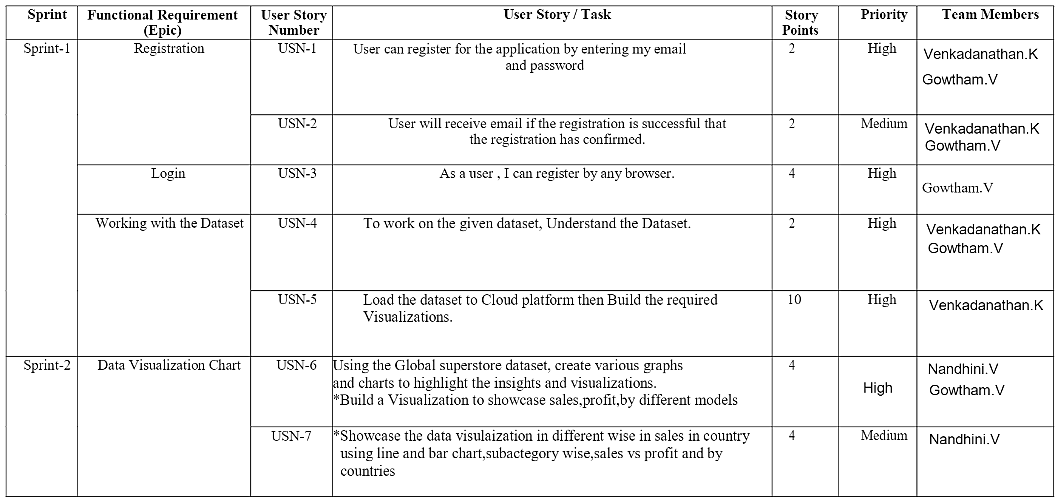 Sprint Functional Requirement (Epic) User Story Number User Story / Task Story Points Priority Team Members
Sprint-1 Registration USN-1 User can register for the application by entering my email 2 High Venkadanathan.K
and password
Gowtham.V
USN-2 User will receive email if the registration is successful that 2 Medium Venkadanathan.K
the registration has confirmed. Gowtham.V
Login USN-3 As a user , I can register by any browser. 4 High Gowtham.V
Working with the Dataset USN-4 To work on the given dataset, Understand the Dataset. 2 High Venkadanathan.K
Gowtham.V
USN-5 Load the dataset to Cloud platform then Build the required 10 High Venkadanathan.K
Visualizations.
Sprint-2 Data Visualization Chart USN-6 Using the Global superstore dataset, create various graphs 4 Nandhini.V
and charts to highlight the insights and visualizations. High Gowtham.V
*Build a Visualization to showcase sales,profit,by different models
USN-7 *Showcase the data visulaization in different wise in sales in country 4 Medium Nandhini.V
using line and bar chart,subactegory wise,sales vs profit and by
countries